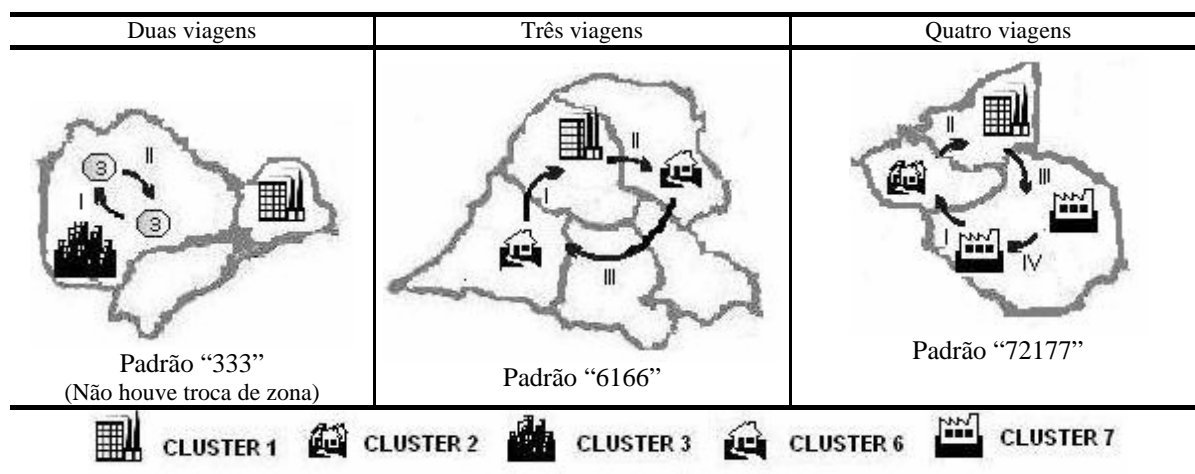 Duas viagens
Três viagens
Quatro viagens
3
II
I
3
Padrão “333”
(Não houve troca de zona)
II
I
III
Padrão “6166”
II
III
I
IV
Padrão “72177”
CLUSTER 1
CLUSTER 2
CLUSTER 3
CLUSTER 6
CLUSTER 7